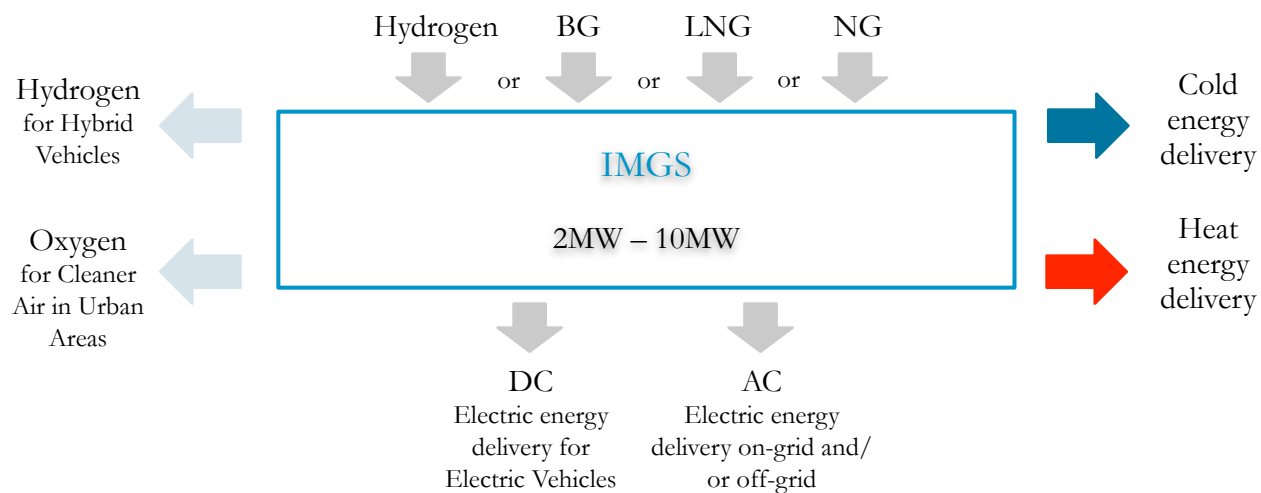 Hydrogen or BG or LNG or NG
Hydrogen
for Hybrid
Vehicles
Oxygen
for Cleaner
Air in Urban
Areas
IMGS
2MW – 10MW
Cold
energy
delivery
Heat
energy
delivery
DC
Electric energy
delivery for
Electric Vehicles
AC
Electric energy
delivery on-grid and/
or off-grid